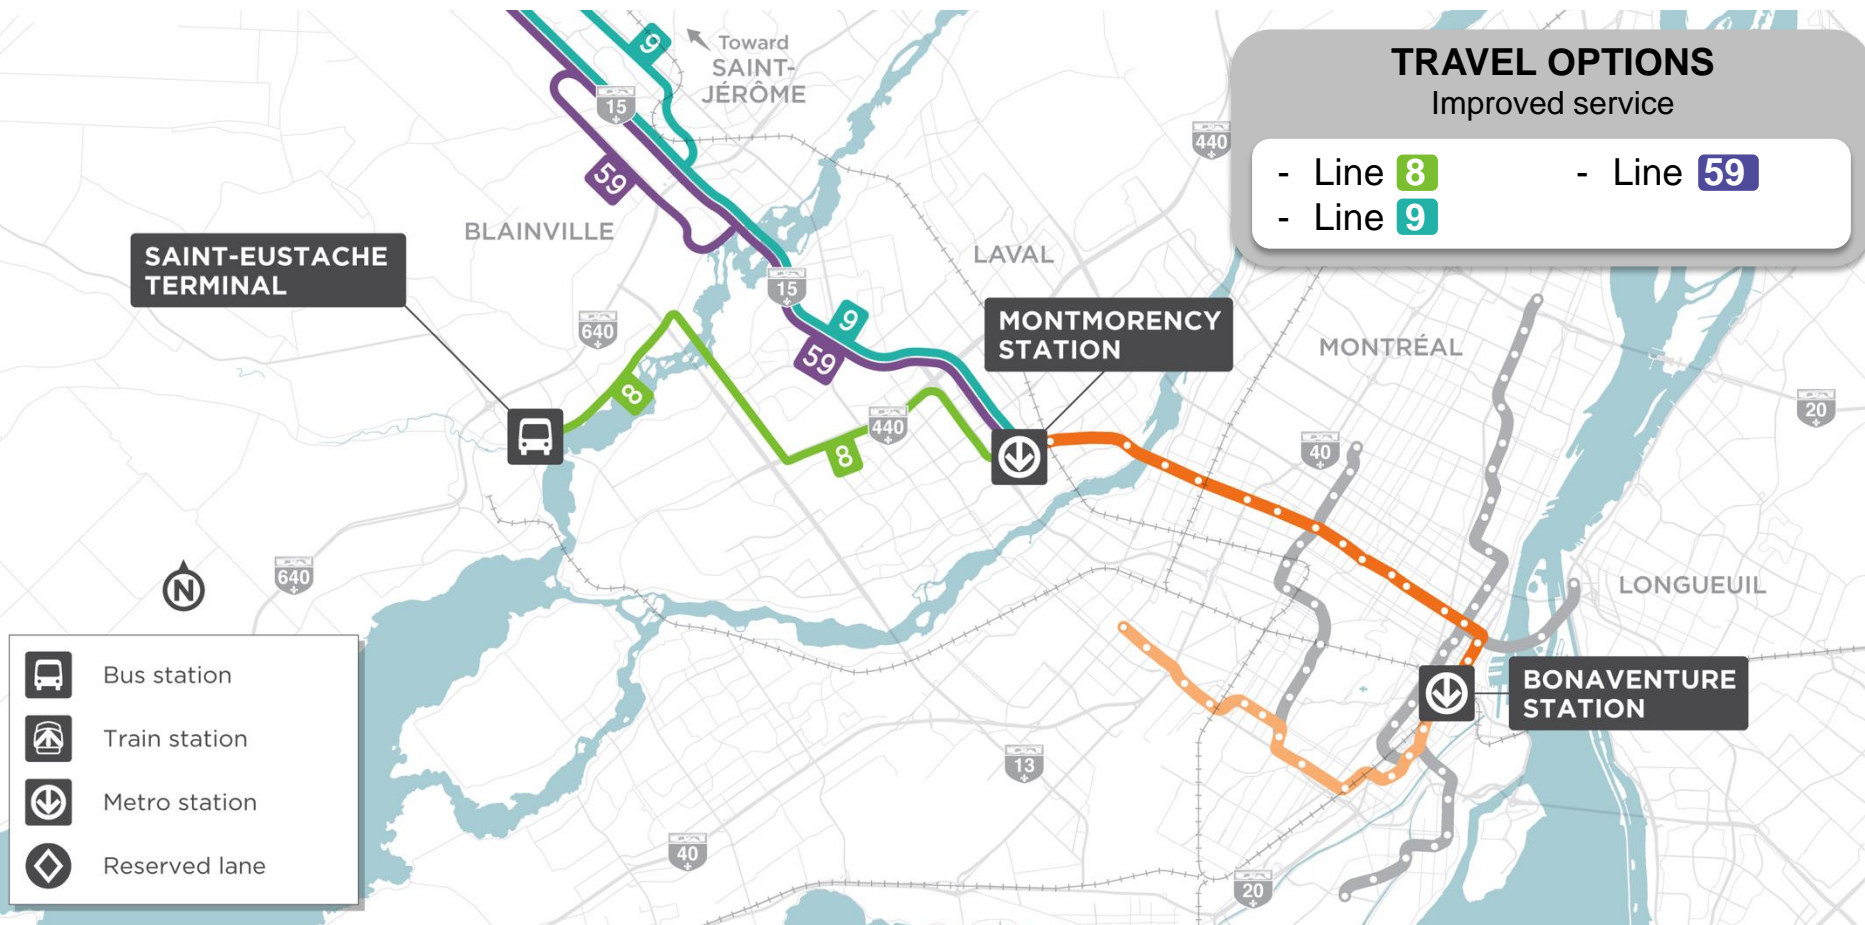 TRAVEL OPTIONS
Improved service
- Line 8
- Line 59
- Line 9
9
Toward
SAINT-
JÉRÔME
15
440
59
BLAINVILLE
LAVAL
SAINT-EUSTACHE
TERMINAL
15
640
9
59
MONTMORENCY
STATION
MONTRÉAL
8
440
8
20
40
640
N
LONGUEUIL
BONAVENTURE
STATION
13
40
20
Bus station
Train station
Metro station
Reserved lane